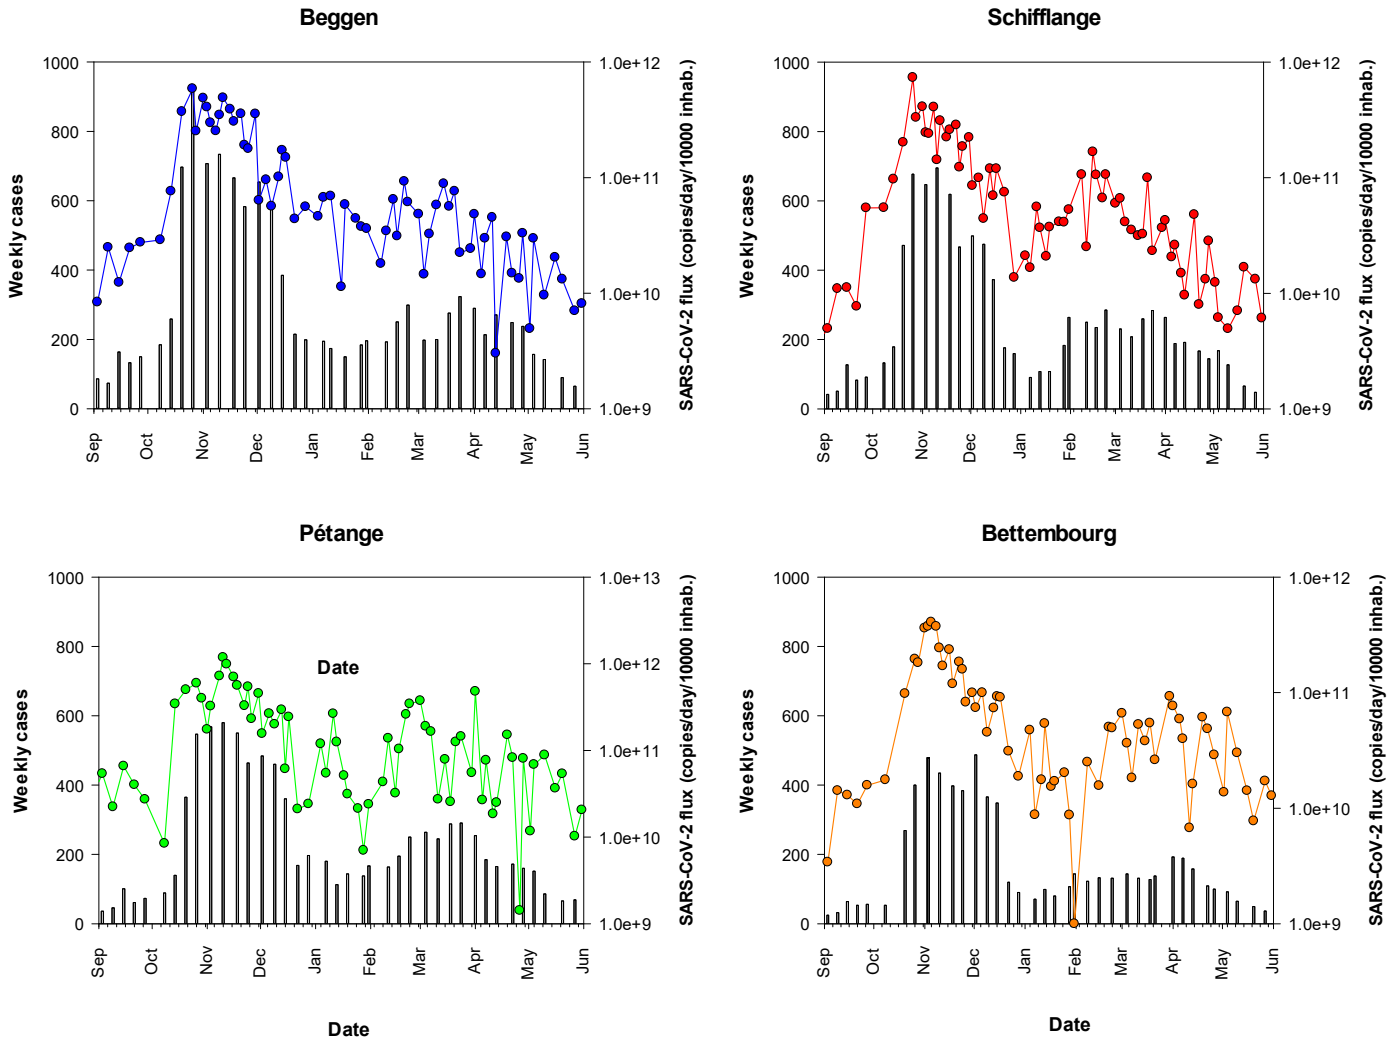 Beggen
Schifflange
1000
800
600
400
200
0
Weekly cases
1.0e+12
1.0e+11
1.0e+10
1.0e+9
SARS-CoV-2 flux (copies/day/10000 inhab.)
Sep
Oct
Nov
Dec
Jan
Feb
Mar
Apr
May
Jun
1000
800
600
400
200
0
Weekly cases
1.0e+12
1.0e+11
1.0e+10
1.0e+9
SARS-CoV-2 flux (copies/day/10000 inhab.)
Sep
Oct
Nov
Dec
Jan
Feb
Mar
Apr
May
Jun
Pétange
Bettembourg
1000
800
600
400
200
0
Weekly cases
Date
1.0e+13
1.0e+12
1.0e+11
1.0e+10
1.0e+9
SARS-CoV-2 flux (copies/day/10000 inhab.)
Sep
Oct
Nov
Dec
Jan
Feb
Mar
Apr
May
Jun
Date
1000
800
600
400
200
0
Weekly cases
1.0e+12
1.0e+11
1.0e+10
1.0e+9
SARS-CoV-2 flux (copies/day/10000 inhab.)
Sep
Oct
Nov
Dec
Jan
Feb
Mar
Apr
May
Jun
Date